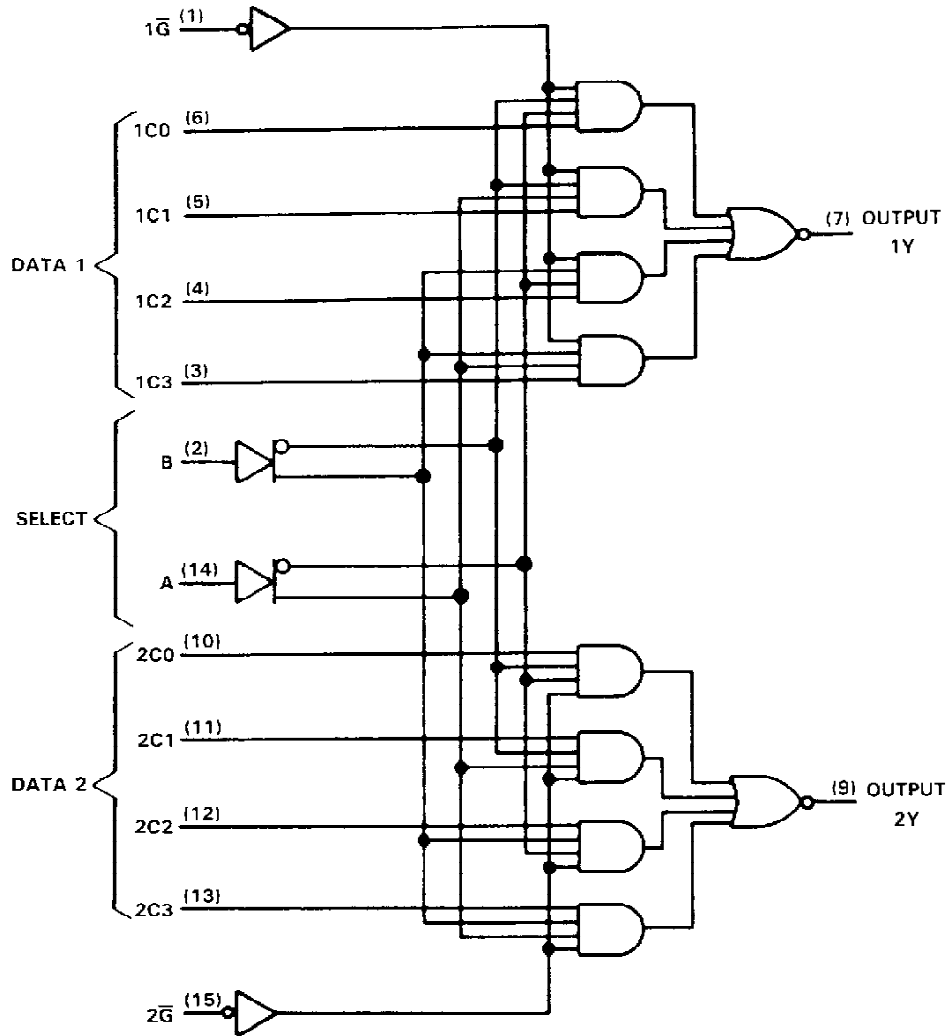 1G̅ (1)
1C0 (6)
1C1 (5)
DATA 1
1C2 (4)
1C3 (3)
B (2)
SELECT
A (14)
2C0 (10)
2C1 (11)
DATA 2
2C2 (12)
2C3 (13)
2G̅ (15)
(7) OUTPUT
1Y
(9) OUTPUT
2Y